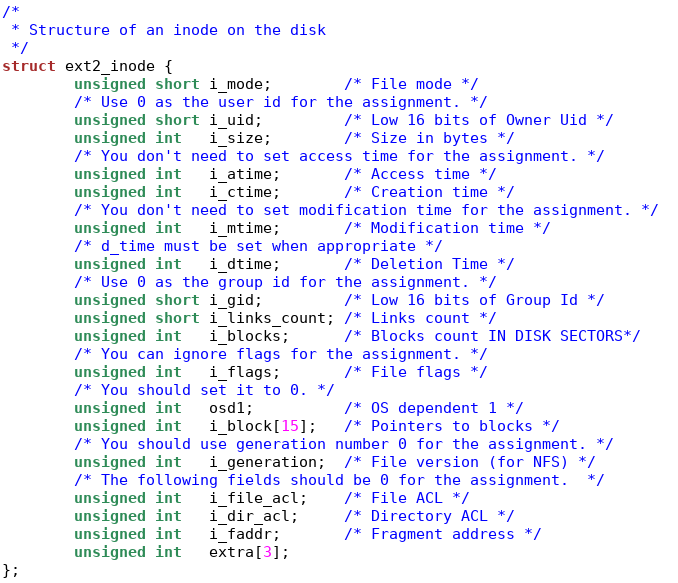 /*
 * Structure of an inode on the disk
 */
struct ext2_inode {
        unsigned short i_mode;        /* File mode */
        /* Use 0 as the user id for the assignment. */
        unsigned short i_uid;         /* Low 16 bits of Owner Uid */
        unsigned int   i_size;        /* Size in bytes */
        /* You don't need to set access time for the assignment. */
        unsigned int   i_atime;       /* Access time */
        unsigned int   i_ctime;       /* Creation time */
        /* You don't need to set modification time for the assignment. */
        unsigned int   i_mtime;       /* Modification time */
        /* d_time must be set when appropriate */
        unsigned int   i_dtime;       /* Deletion Time */
        /* Use 0 as the group id for the assignment. */
        unsigned short i_gid;         /* Low 16 bits of Group Id */
        unsigned short i_links_count; /* Links count */
        unsigned int   i_blocks;      /* Blocks count IN DISK SECTORS*/
        /* You can ignore flags for the assignment. */
        unsigned int   i_flags;       /* File flags */
        /* You should set it to 0. */
        unsigned int   osd1;          /* OS dependent 1 */
        unsigned int   i_block[15];   /* Pointers to blocks */
        /* You should use generation number 0 for the assignment. */
        unsigned int   i_generation;  /* File version (for NFS) */
        /* The following fields should be 0 for the assignment.  */
        unsigned int   i_file_acl;    /* File ACL */
        unsigned int   i_dir_acl;     /* Directory ACL */
        unsigned int   i_faddr;       /* Fragment address */
        unsigned int   extra[3];
};